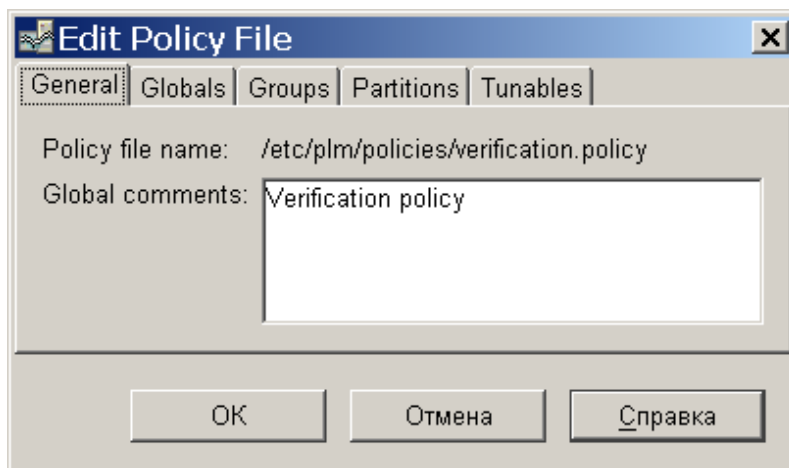 Edit Policy File
General Globals Groups Partitions Tunables
Policy file name: /etc/plm/policies/verification.policy
Global comments: Verification policy
OK Отмена Справка